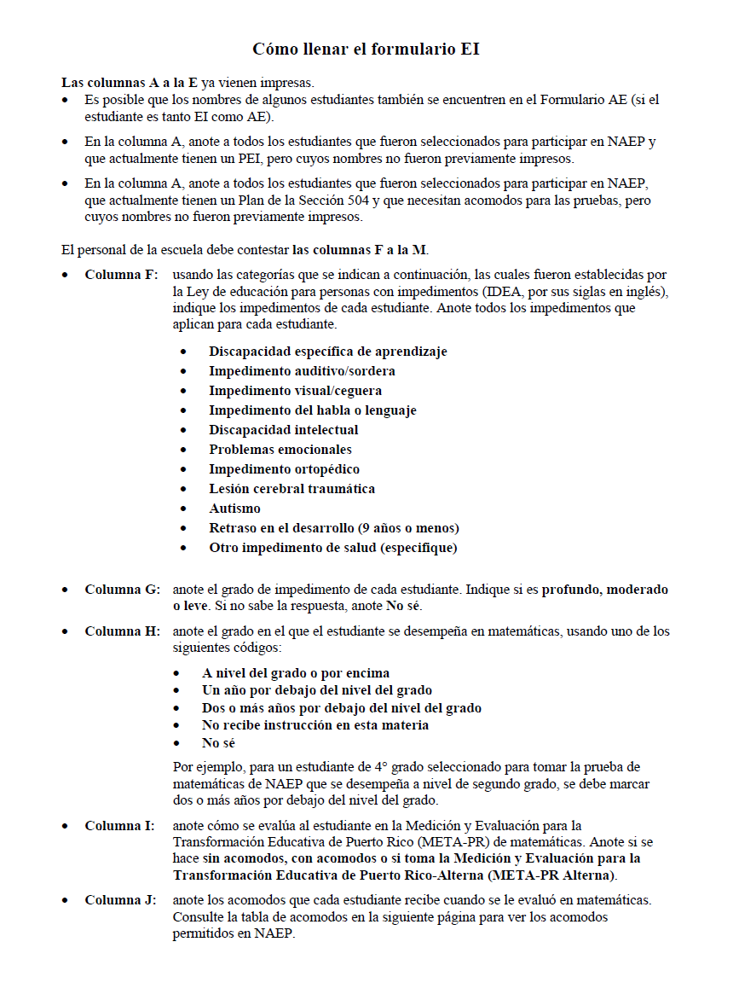 Cómo llenar el formulario EI
Las columnas A a la E ya vienen impresas.
• Es posible que los nombres de algunos estudiantes también se encuentren en el Formulario AE (si el
estudiante es tanto EI como AE).
• En la columna A, anote a todos los estudiantes que fueron seleccionados para participar en NAEP y
que actualmente tienen un PEI, pero cuyos nombres no fueron previamente impresos.
• En la columna A, anote a todos los estudiantes que fueron seleccionados para participar en NAEP,
que actualmente tienen un Plan de la Sección 504 y que necesitan acomodos para las pruebas, pero
cuyos nombres no fueron previamente impresos.
El personal de la escuela debe contestar las columnas F a la M.
• Columna F: usando las categorías que se indican a continuación, las cuales fueron establecidas por
la Ley de educación para personas con impedimentos (IDEA, por sus siglas en inglés),
indique los impedimentos de cada estudiante. Anote todos los impedimentos que
aplican para cada estudiante.
• Discapacidad específica de aprendizaje
• Impedimento auditivo/sordera
• Impedimento visual/ceguera
• Impedimento del habla o lenguaje
• Discapacidad intelectual
• Problemas emocionales
• Impedimento ortopédico
• Lesión cerebral traumática
• Autismo
• Retraso en el desarrollo (9 años o menos)
• Otro impedimento de salud (especifique)
• Columna G: anote el grado de impedimento de cada estudiante. Indique si es profundo, moderado
o leve. Si no sabe la respuesta, anote No sé.
• Columna H: anote el grado en el que el estudiante se desempeña en matemáticas, usando uno de los
siguientes códigos:
• A nivel del grado o por encima
• Un año por debajo del nivel del grado
• Dos o más años por debajo del nivel del grado
• No recibe instrucción en esta materia
• No sé
Por ejemplo, para un estudiante de 4° grado seleccionado para tomar la prueba de
matemáticas de NAEP que se desempeña a nivel de segundo grado, se debe marcar
dos o más años por debajo del nivel del grado.
• Columna I: anote cómo se evalúa al estudiante en la Medición y Evaluación para la
Transformación Educativa de Puerto Rico (META-PR) de matemáticas. Anote si se
hace sin acomodos, con acomodos o si toma la Medición y Evaluación para la
Transformación Educativa de Puerto Rico-Alterna (META-PR Alterna).
• Columna J: anote los acomodos que cada estudiante recibe cuando se le evaluó en matemáticas.
Consulte la tabla de acomodos en la siguiente página para ver los acomodos
permitidos en NAEP.